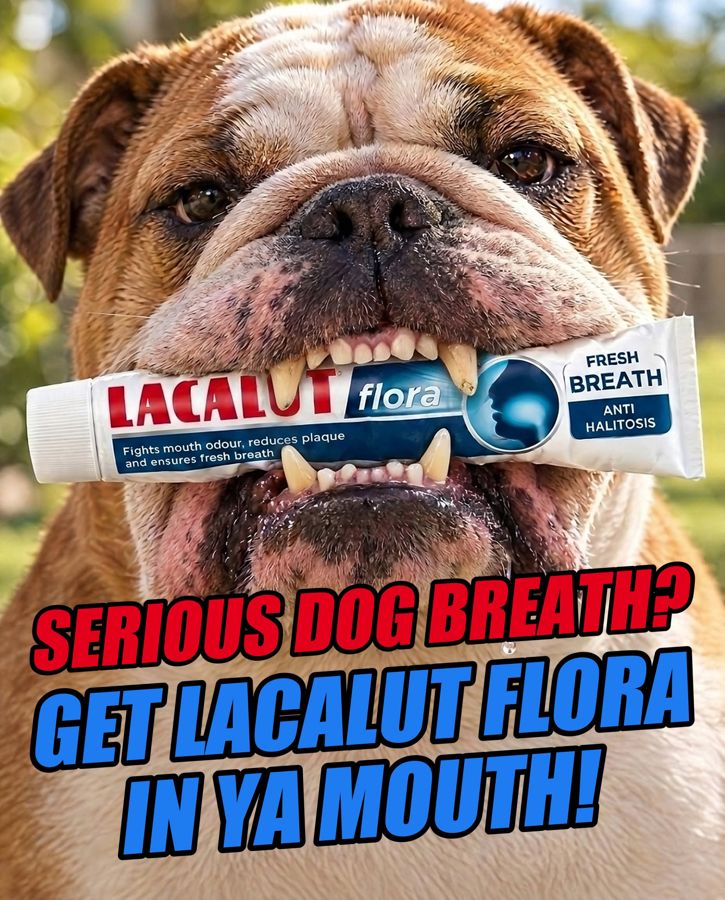 LACALUT flora
Fights mouth odour, reduces plaque
and ensures fresh breath
FRESH
BREATH
ANTI
HALITOSIS
SERIOUS DOG BREATH?
GET LACALUT FLORA
IN YA MOUTH!